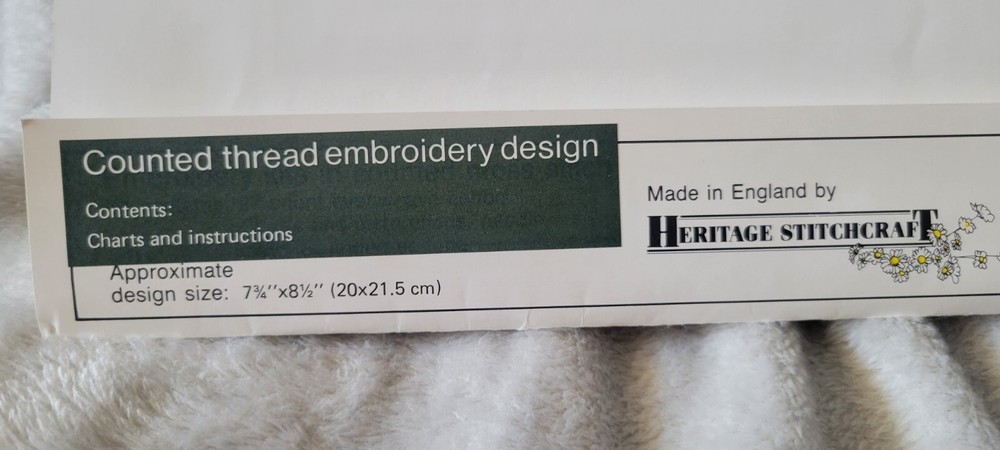 Counted thread embroidery design
Contents:
Charts and instructions
Approximate
design size: 7¾''x8½'' (20x21.5 cm)
Made in England by
HERITAGE STITCHCRAFT